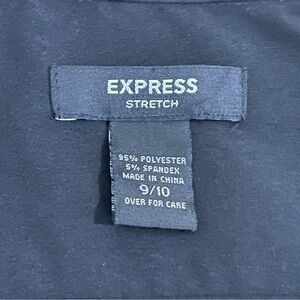 EXPRESS
STRETCH
95% POLYESTER
5% SPANDEX
MADE IN CHINA
9/10
OVER FOR CARE